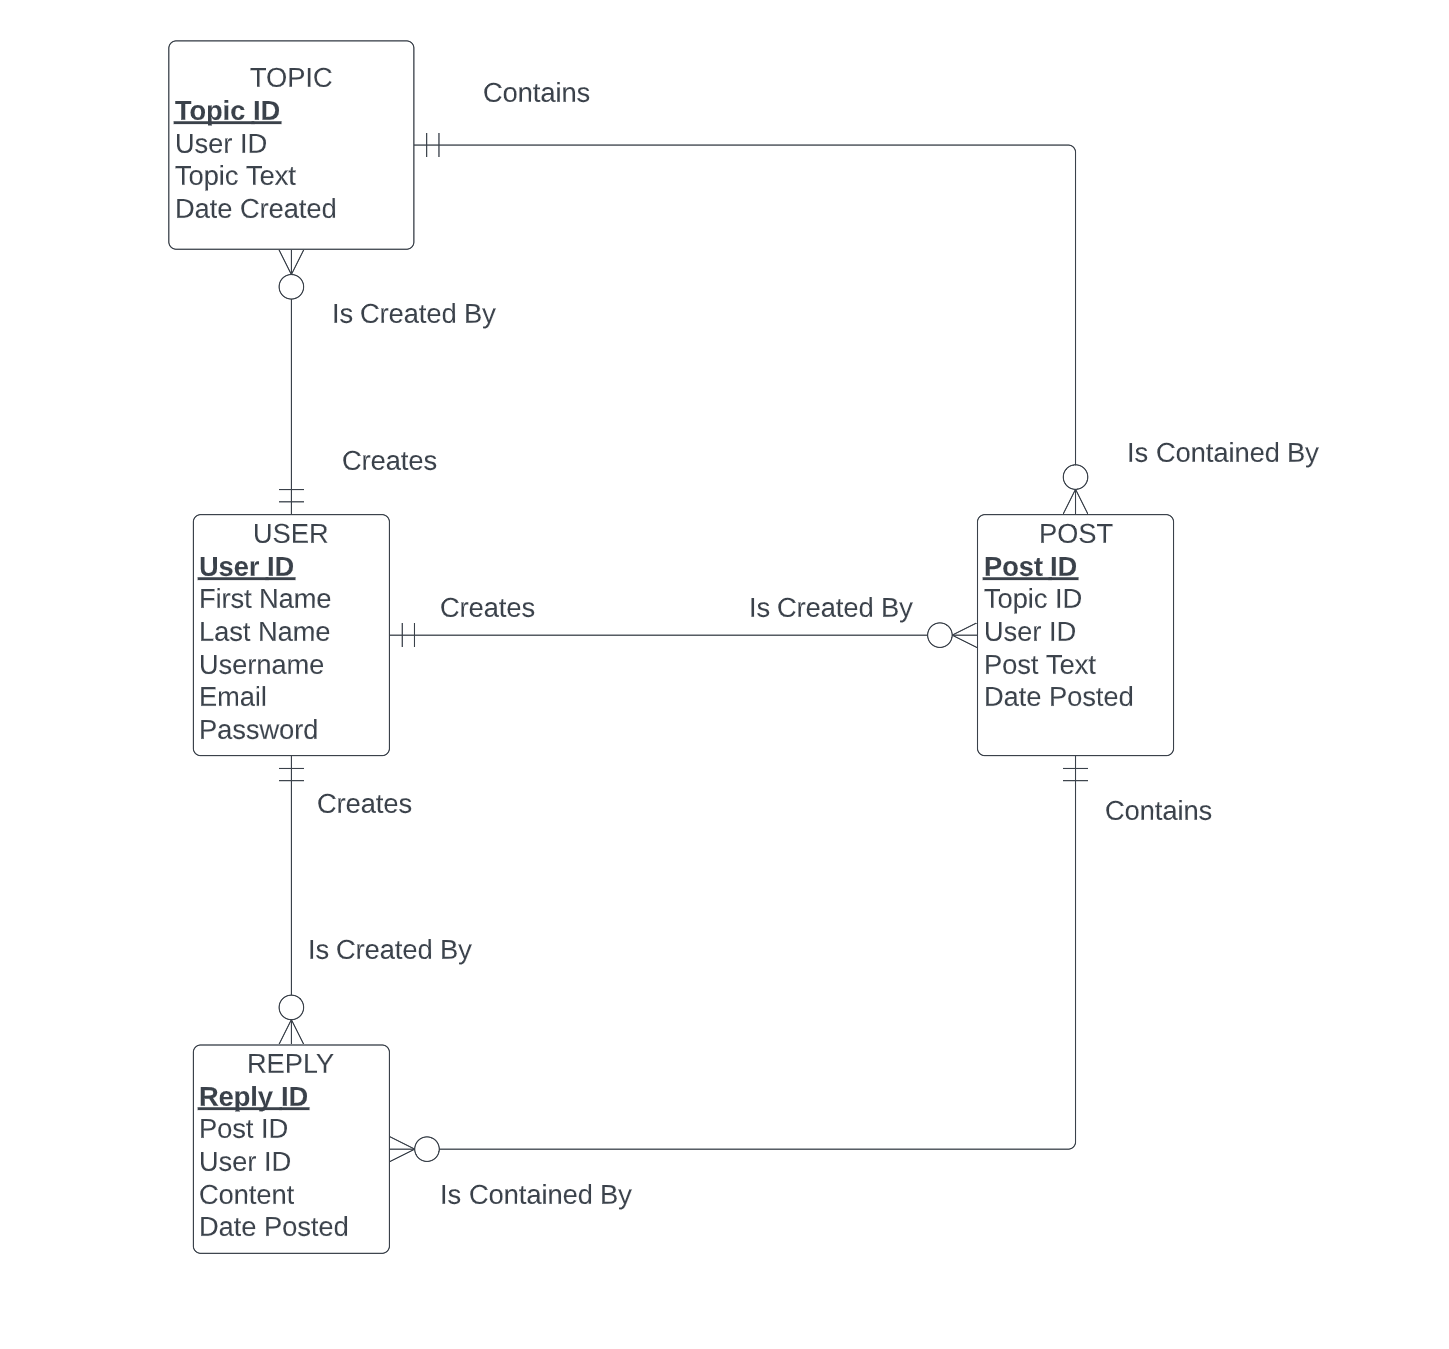 TOPIC
Topic ID
User ID
Topic Text
Date Created
Contains
Is Created By
Creates
Is Contained By
USER
User ID
First Name
Last Name
Username
Email
Password
Creates
Is Created By
POST
Post ID
Topic ID
User ID
Post Text
Date Posted
Creates
Contains
Is Created By
REPLY
Reply ID
Post ID
User ID
Content
Date Posted
Is Contained By